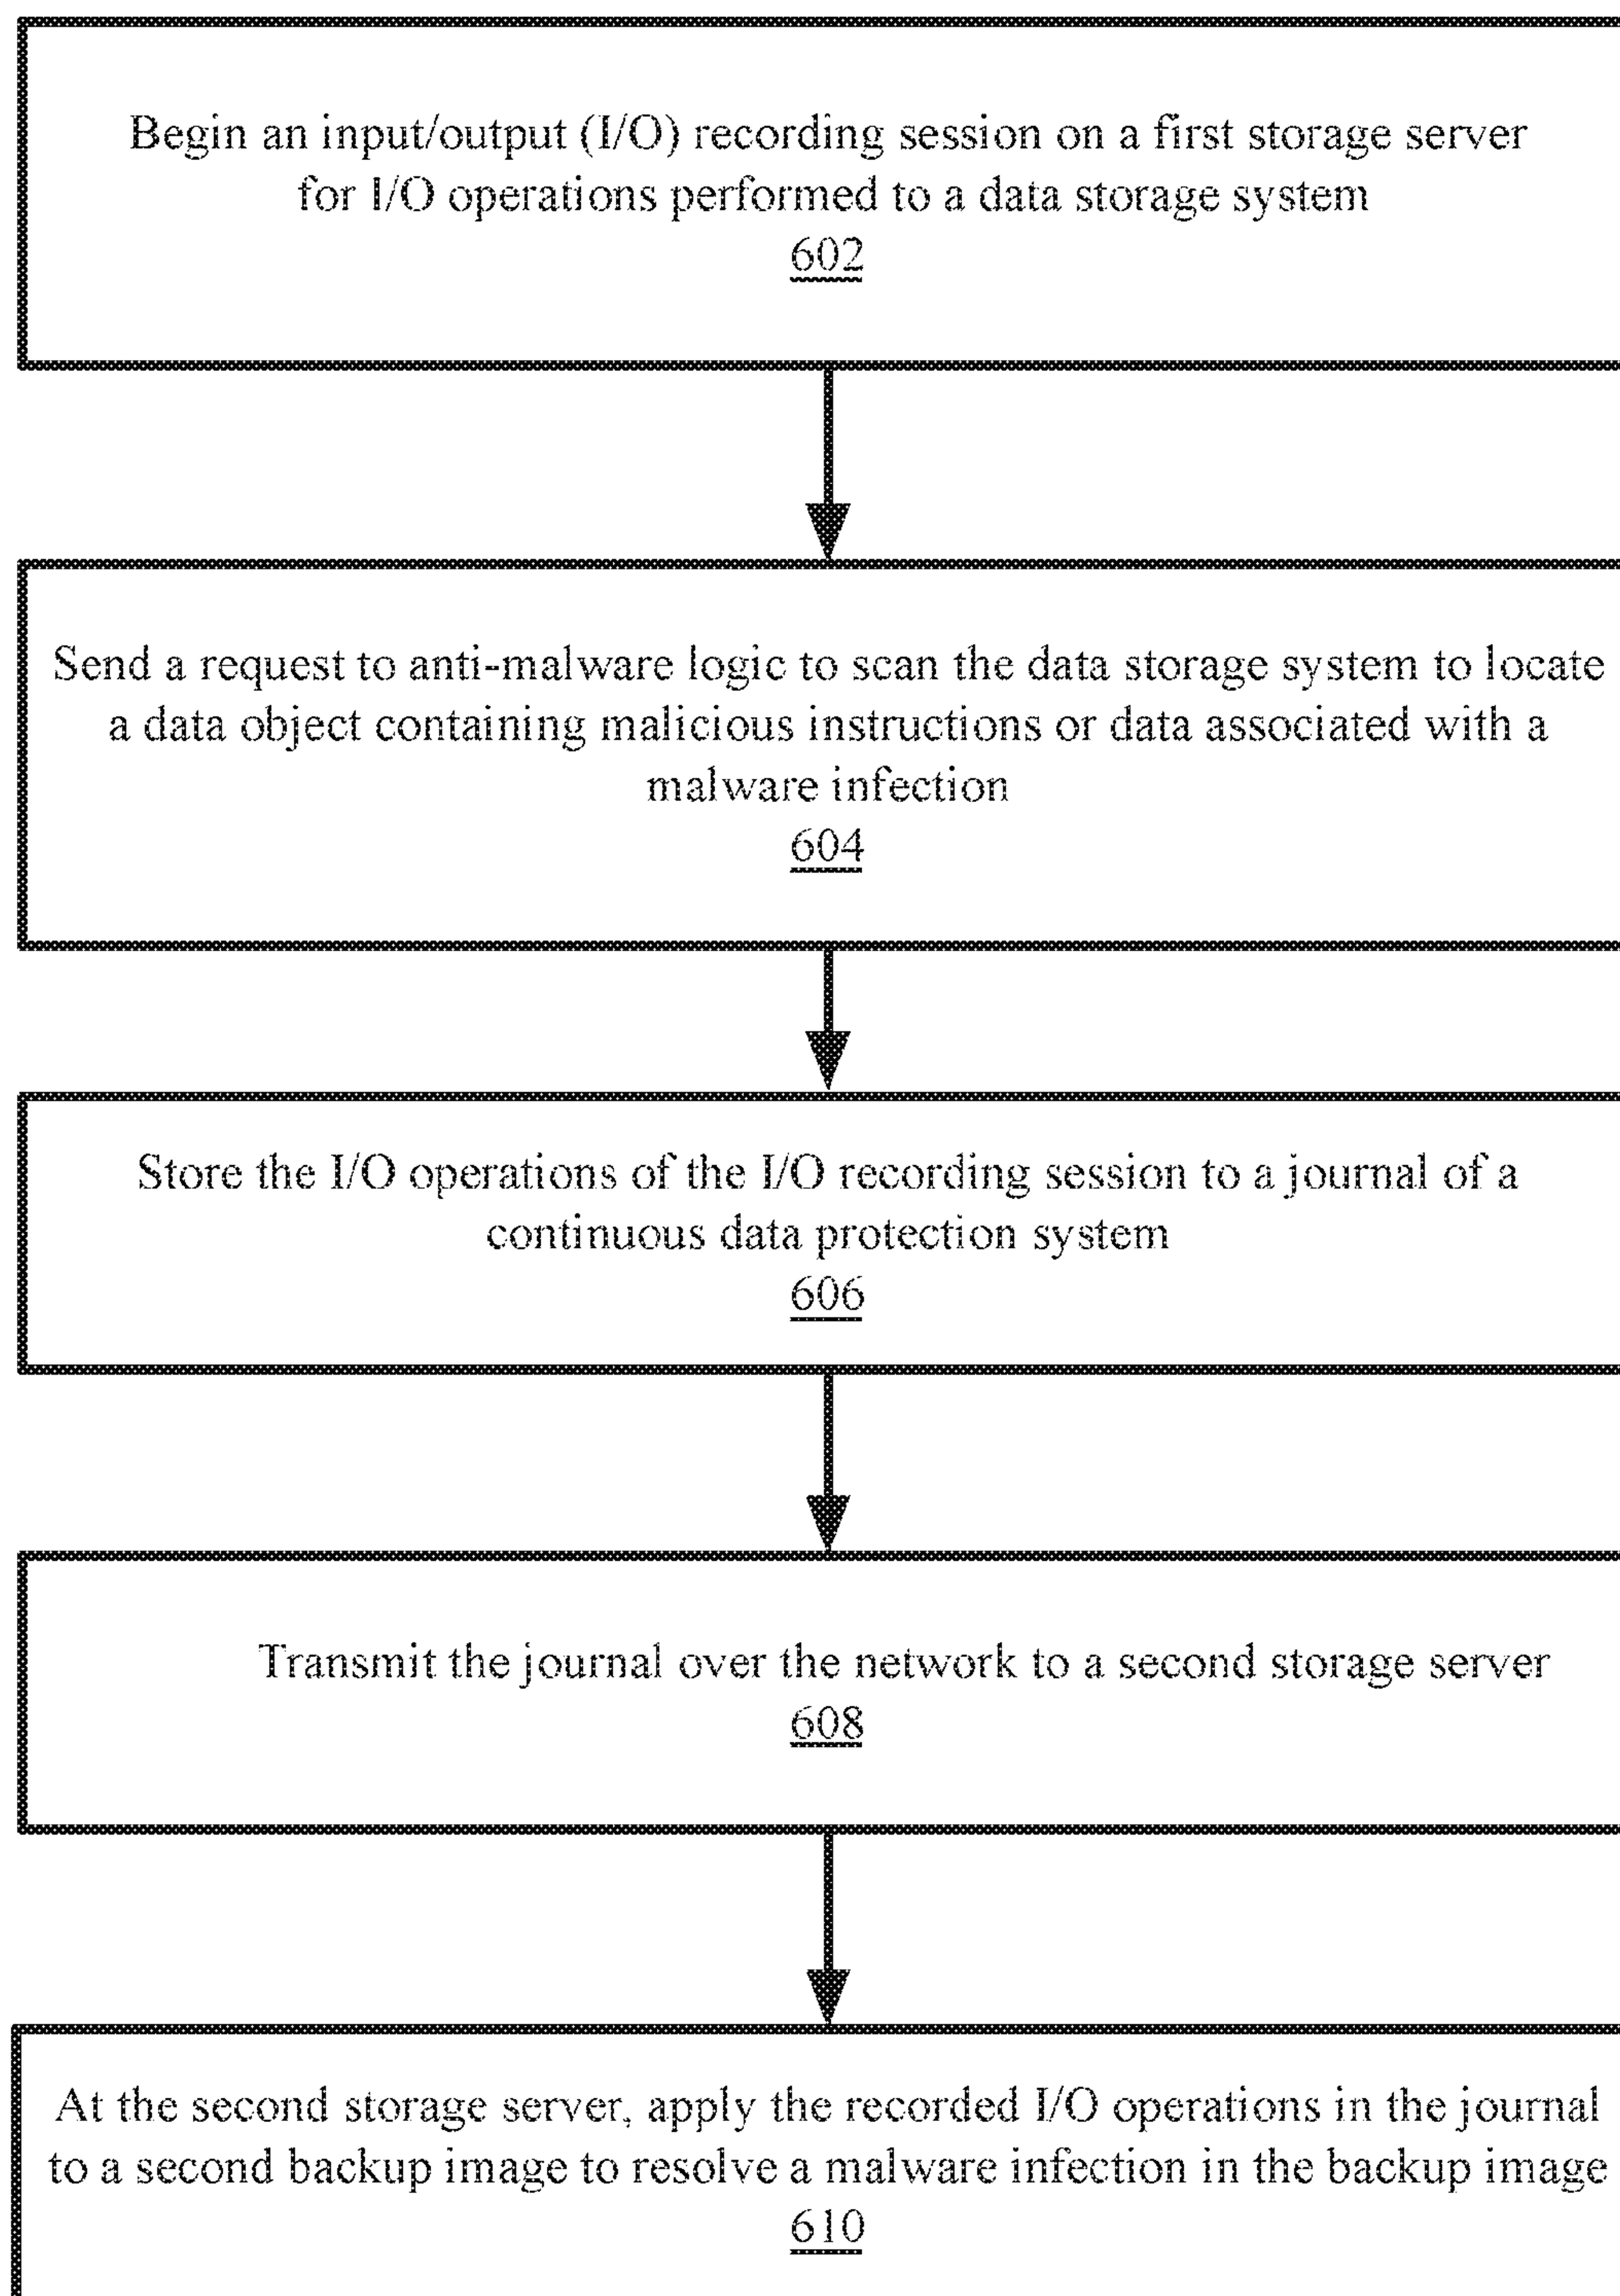 Begin an input/output (I/O) recording session on a first storage server
for I/O operations performed to a data storage system
602
Send a request to anti-malware logic to scan the data storage system to locate
a data object containing malicious instructions or data associated with a
malware infection
604
Store the I/O operations of the I/O recording session to a journal of a
continuous data protection system
606
Transmit the journal over the network to a second storage server
608
At the second storage server, apply the recorded I/O operations in the journal
to a second backup image to resolve a malware infection in the backup image
610